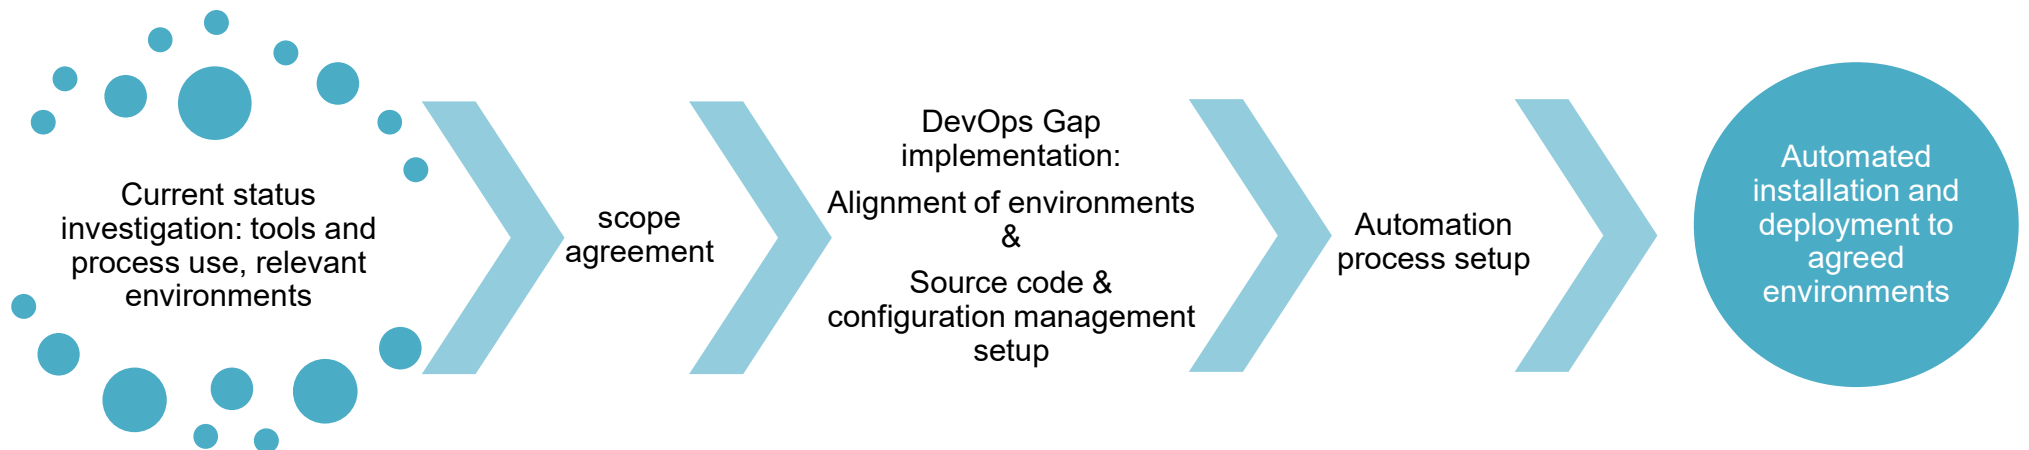 Current status
investigation: tools and
process use, relevant
environments
scope
agreement
DevOps Gap
implementation:
Alignment of environments
&
Source code &
configuration management
setup
Automation
process setup
Automated
installation and
deployment to
agreed
environments